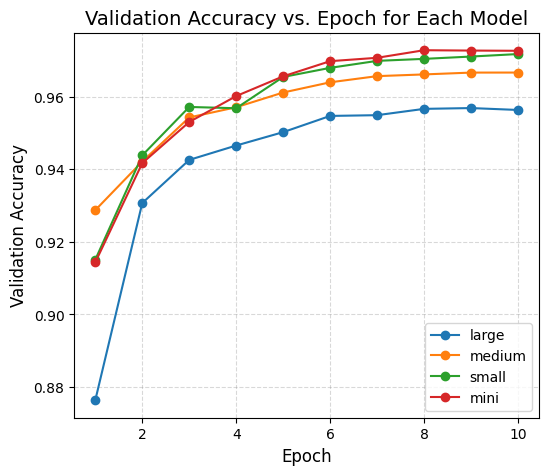 Validation Accuracy vs. Epoch for Each Model
Validation Accuracy
0.96
0.94
0.92
0.90
0.88
2
4
6
8
10
Epoch
large
medium
small
mini